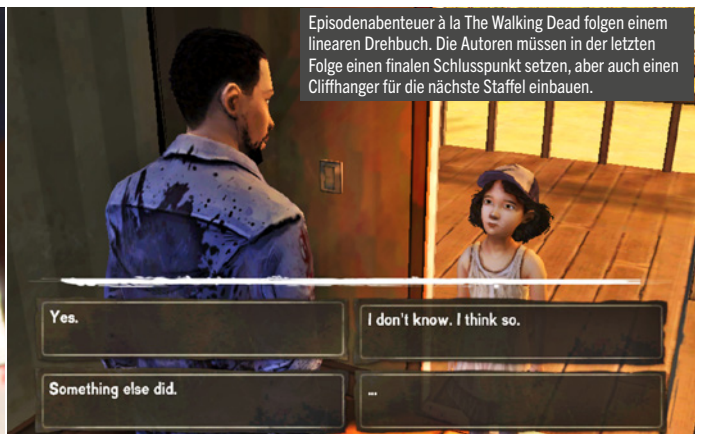 Episodenabenteuer à la The Walking Dead folgen einem
linearen Drehbuch. Die Autoren müssen in der letzten
Folge einen finalen Schlusspunkt setzen, aber auch einen
Cliffhanger für die nächste Staffel einbauen.
Yes.
I don't know. I think so.
Something else did.
...